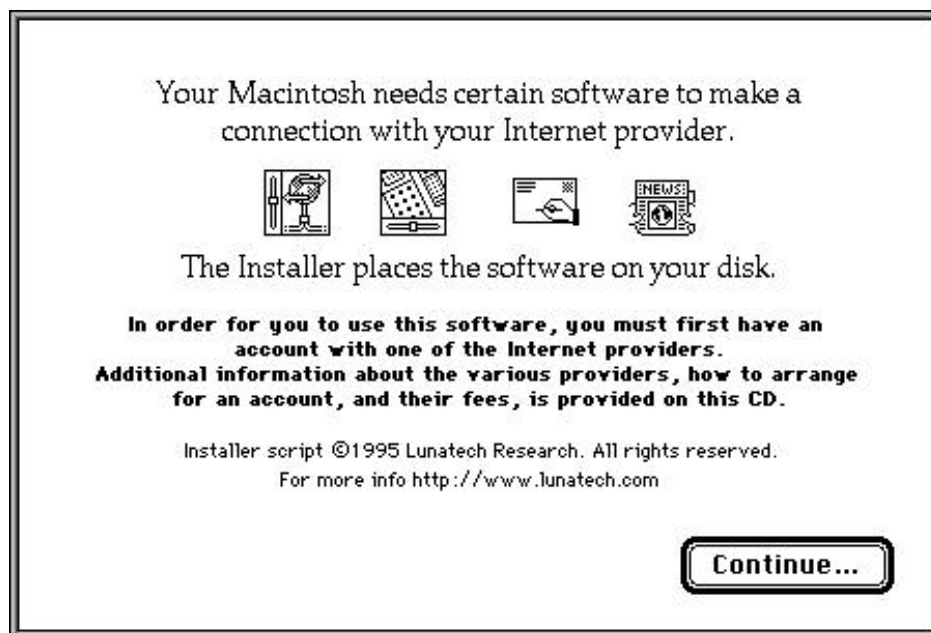 Your Macintosh needs certain software to make a
connection with your Internet provider.
NEWS
The Installer places the software on your disk.
In order for you to use this software, you must first have an
account with one of the Internet providers.
Additional information about the various providers, how to arrange
for an account, and their fees, is provided on this CD.
Installer script ©1995 Lunatech Research. All rights reserved.
For more info http://www.lunatech.com
Continue...